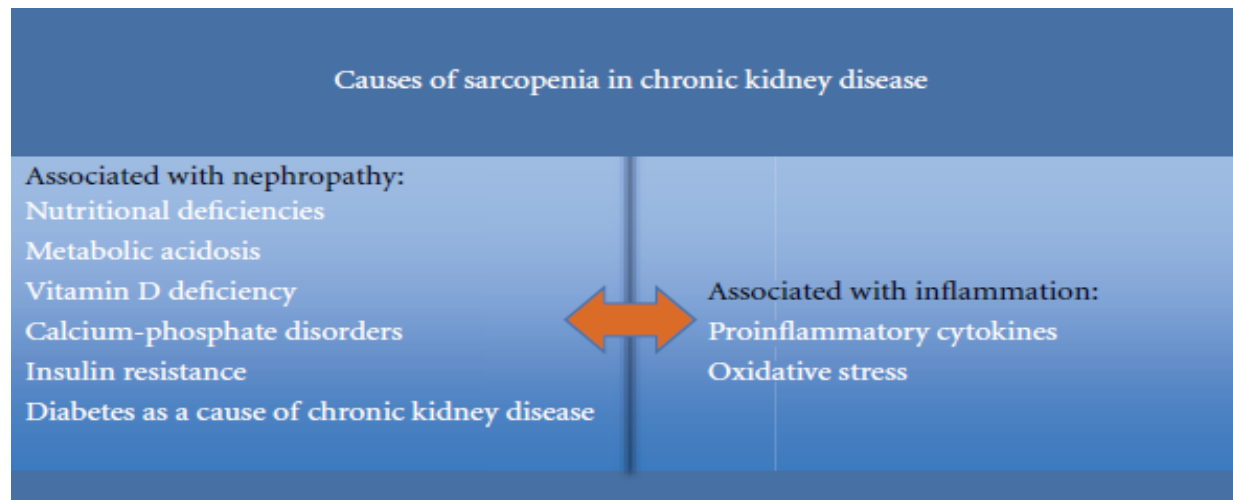 Causes of sarcopenia in chronic kidney disease
Associated with nephropathy:
Nutritional deficiencies
Metabolic acidosis
Vitamin D deficiency
Calcium-phosphate disorders
Insulin resistance
Diabetes as a cause of chronic kidney disease
Associated with inflammation:
Proinflammatory cytokines
Oxidative stress